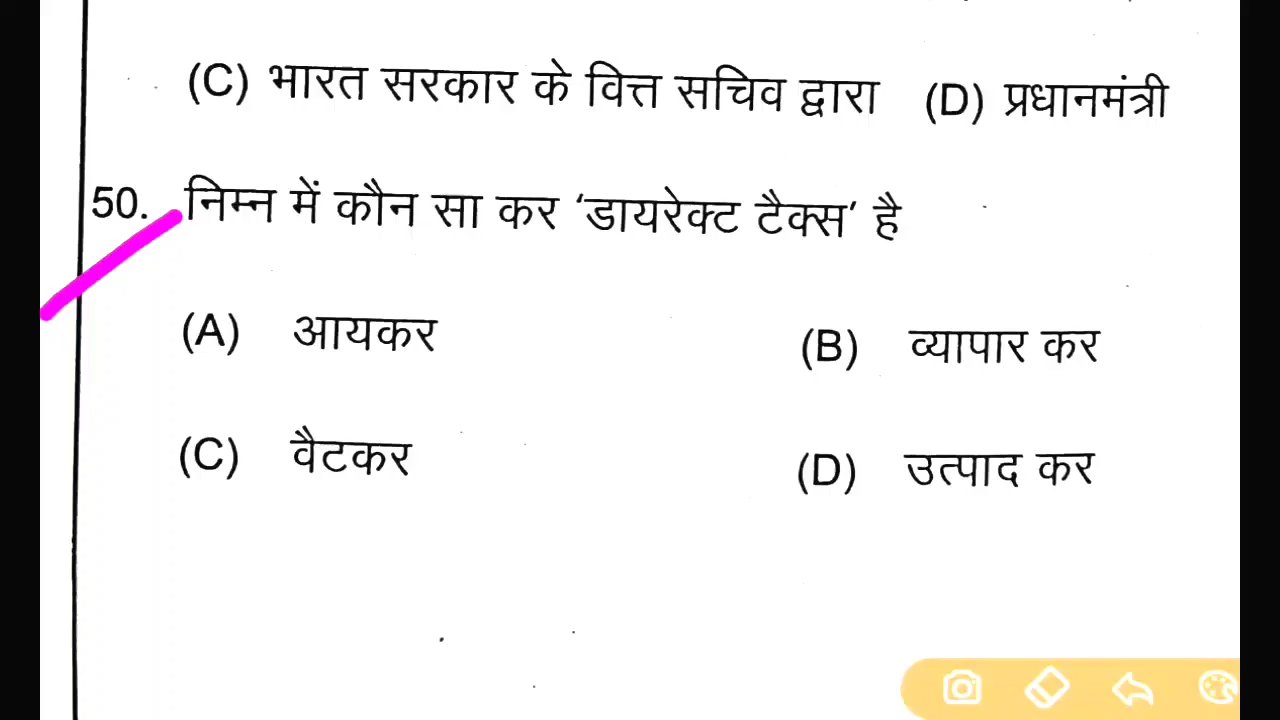 (C) भारत सरकार के वित्त सचिव द्वारा (D) प्रधानमंत्री
50. निम्न में कौन सा कर ‘डायरेक्ट टैक्स’ है
(A) आयकर (B) व्यापार कर
(C) वैटकर (D) उत्पाद कर